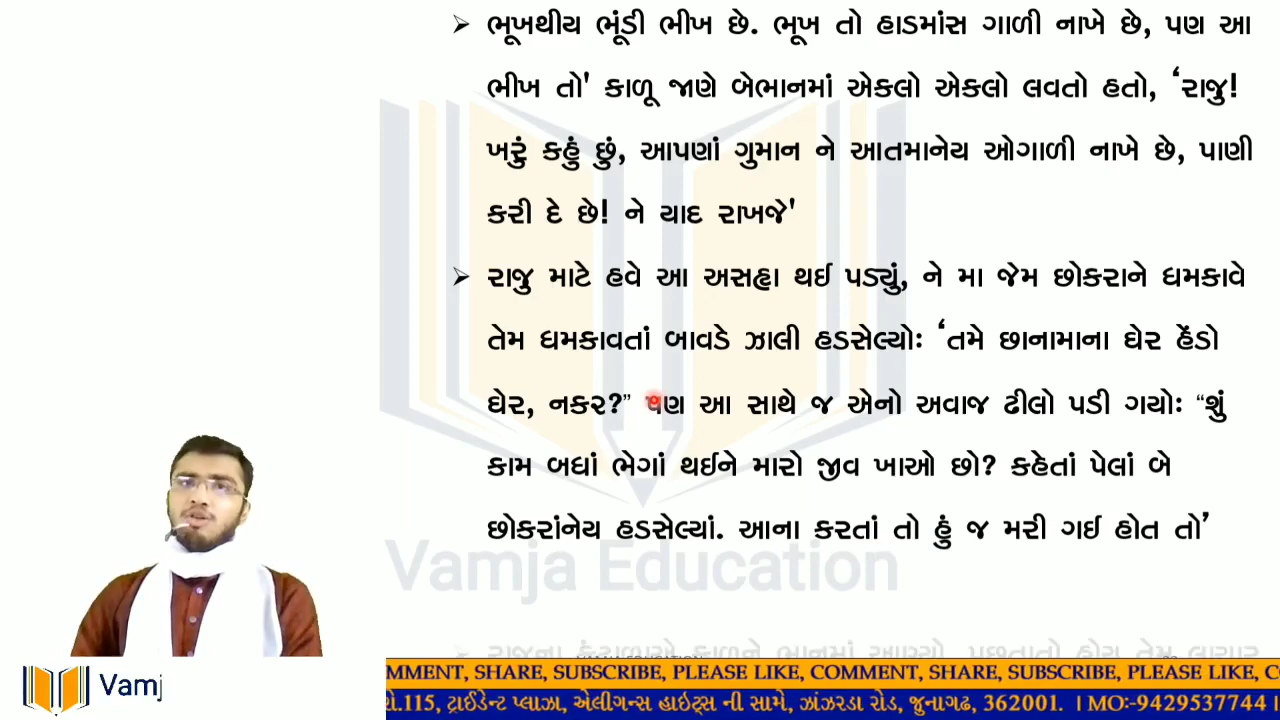 ભૂખથીય ભૂંડી ભીખ છે. ભૂખ તો હાડમાંસ ગાળી નાખે છે, પણ આ
ભીખ તો' કાળૂ જાણે બેભાનમાં એકલો એકલો લવતો હતો, ‘રાજુ!
ખરું કહું છું, આપણાં ગુમાન ને આતમાનેય ઓગાળી નાખે છે, પાણી
કરી દે છે! ને યાદ રાખજે'
રાજુ માટે હવે આ અસહ્ય થઈ પડ્યું, ને મા જેમ છોકરાને ધમકાવે
તેમ ધમકાવતાં બાવડે ઝાલી હડસેલ્યોઃ ‘તમે છાનામાના ઘેર હેંડો
ઘેર, નકર?” પણ આ સાથે જ એનો અવાજ ઢીલો પડી ગયોઃ “શું
કામ બધાં ભેગાં થઈને મારો જીવ ખાઓ છો? કહેતાં પેલાં બે
છોકરાંનેય હડસેલ્યાં. આના કરતાં તો હું જ મરી ગઈ હોત તો’
Vamja Education
Vamj
MMENT, SHARE, SUBSCRIBE, PLEASE LIKE, COMMENT, SHARE, SUBSCRIBE, PLEASE LIKE, C
115, ટ્રાઈડેન્ટ પ્લાઝા, એલીગન્સ હાઇટ્સ ની સામે, ઝાંઝરડા રોડ, જુનાગઢ, 362001. | MO:-9429537744 |